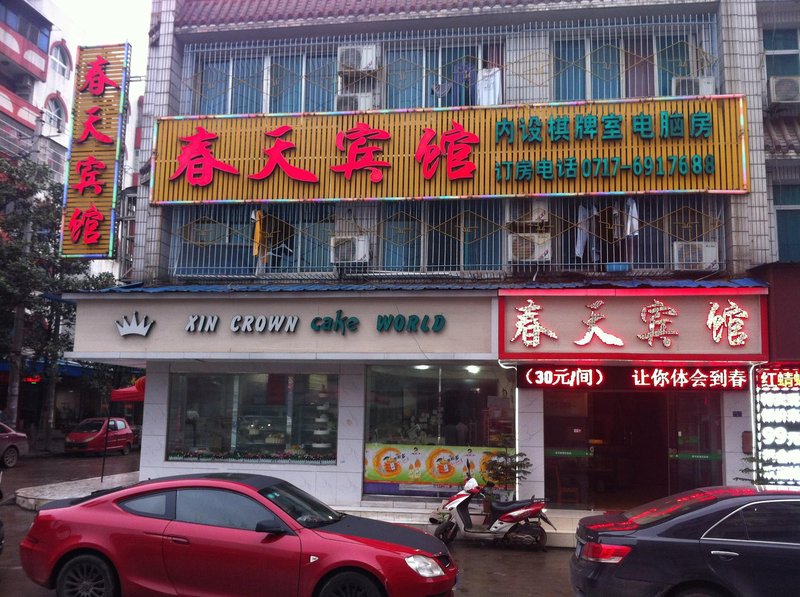 春天宾馆
春天宾馆
内设棋牌室电脑房
订房电话0717-6917688
XIN CROWN cake WORLD
春天宾馆
（30元/间） 让你体会到春
红蜻蜓